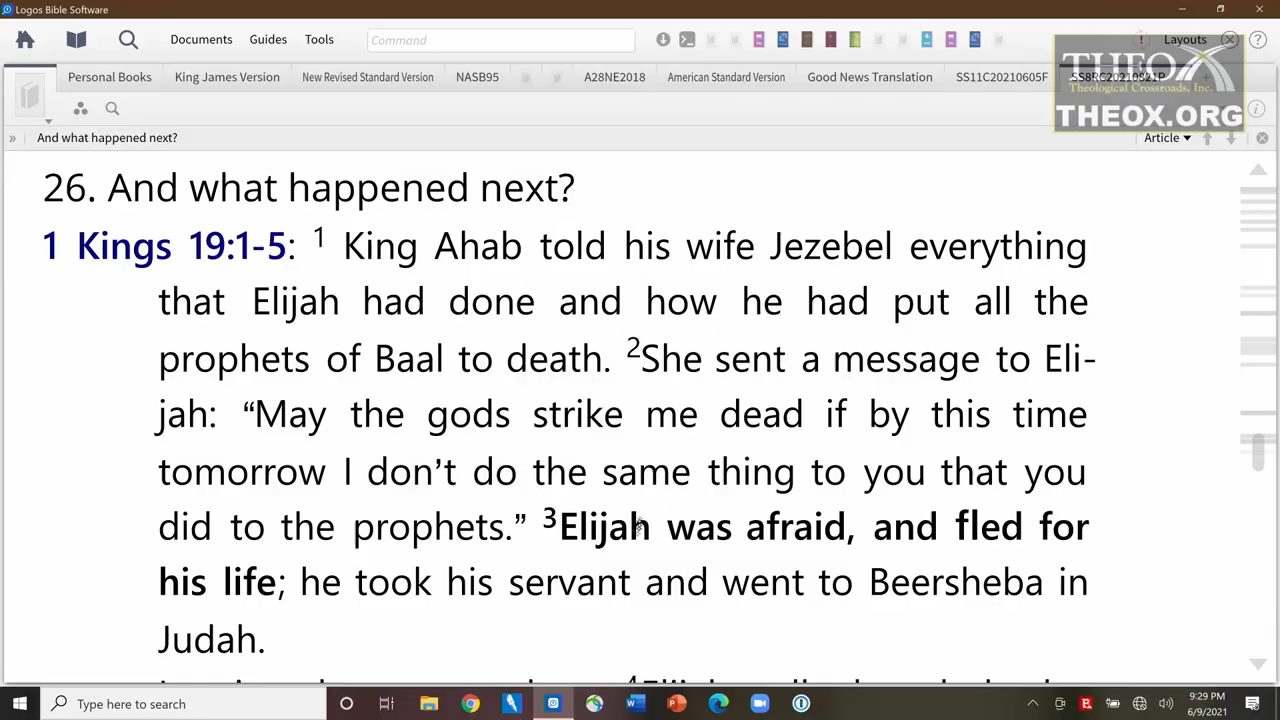 Logos Bible Software
Documents Guides Tools Command Layouts
THEOX
Theological Crossroads, Inc.
THEOX.ORG
Personal Books King James Version New Revised Standard Version NASB95 A28NE2018 American Standard Version Good News Translation SS11C20210605F SS8RC20210821P
And what happened next? Article
26. And what happened next?
1 Kings 19:1-5: 1 King Ahab told his wife Jezebel everything
that Elijah had done and how he had put all the
prophets of Baal to death. 2She sent a message to Eli-
jah: “May the gods strike me dead if by this time
tomorrow I don’t do the same thing to you that you
did to the prophets.” 3Elijah was afraid, and fled for
his life; he took his servant and went to Beersheba in
Judah.
Type here to search
9:29 PM
6/9/2021